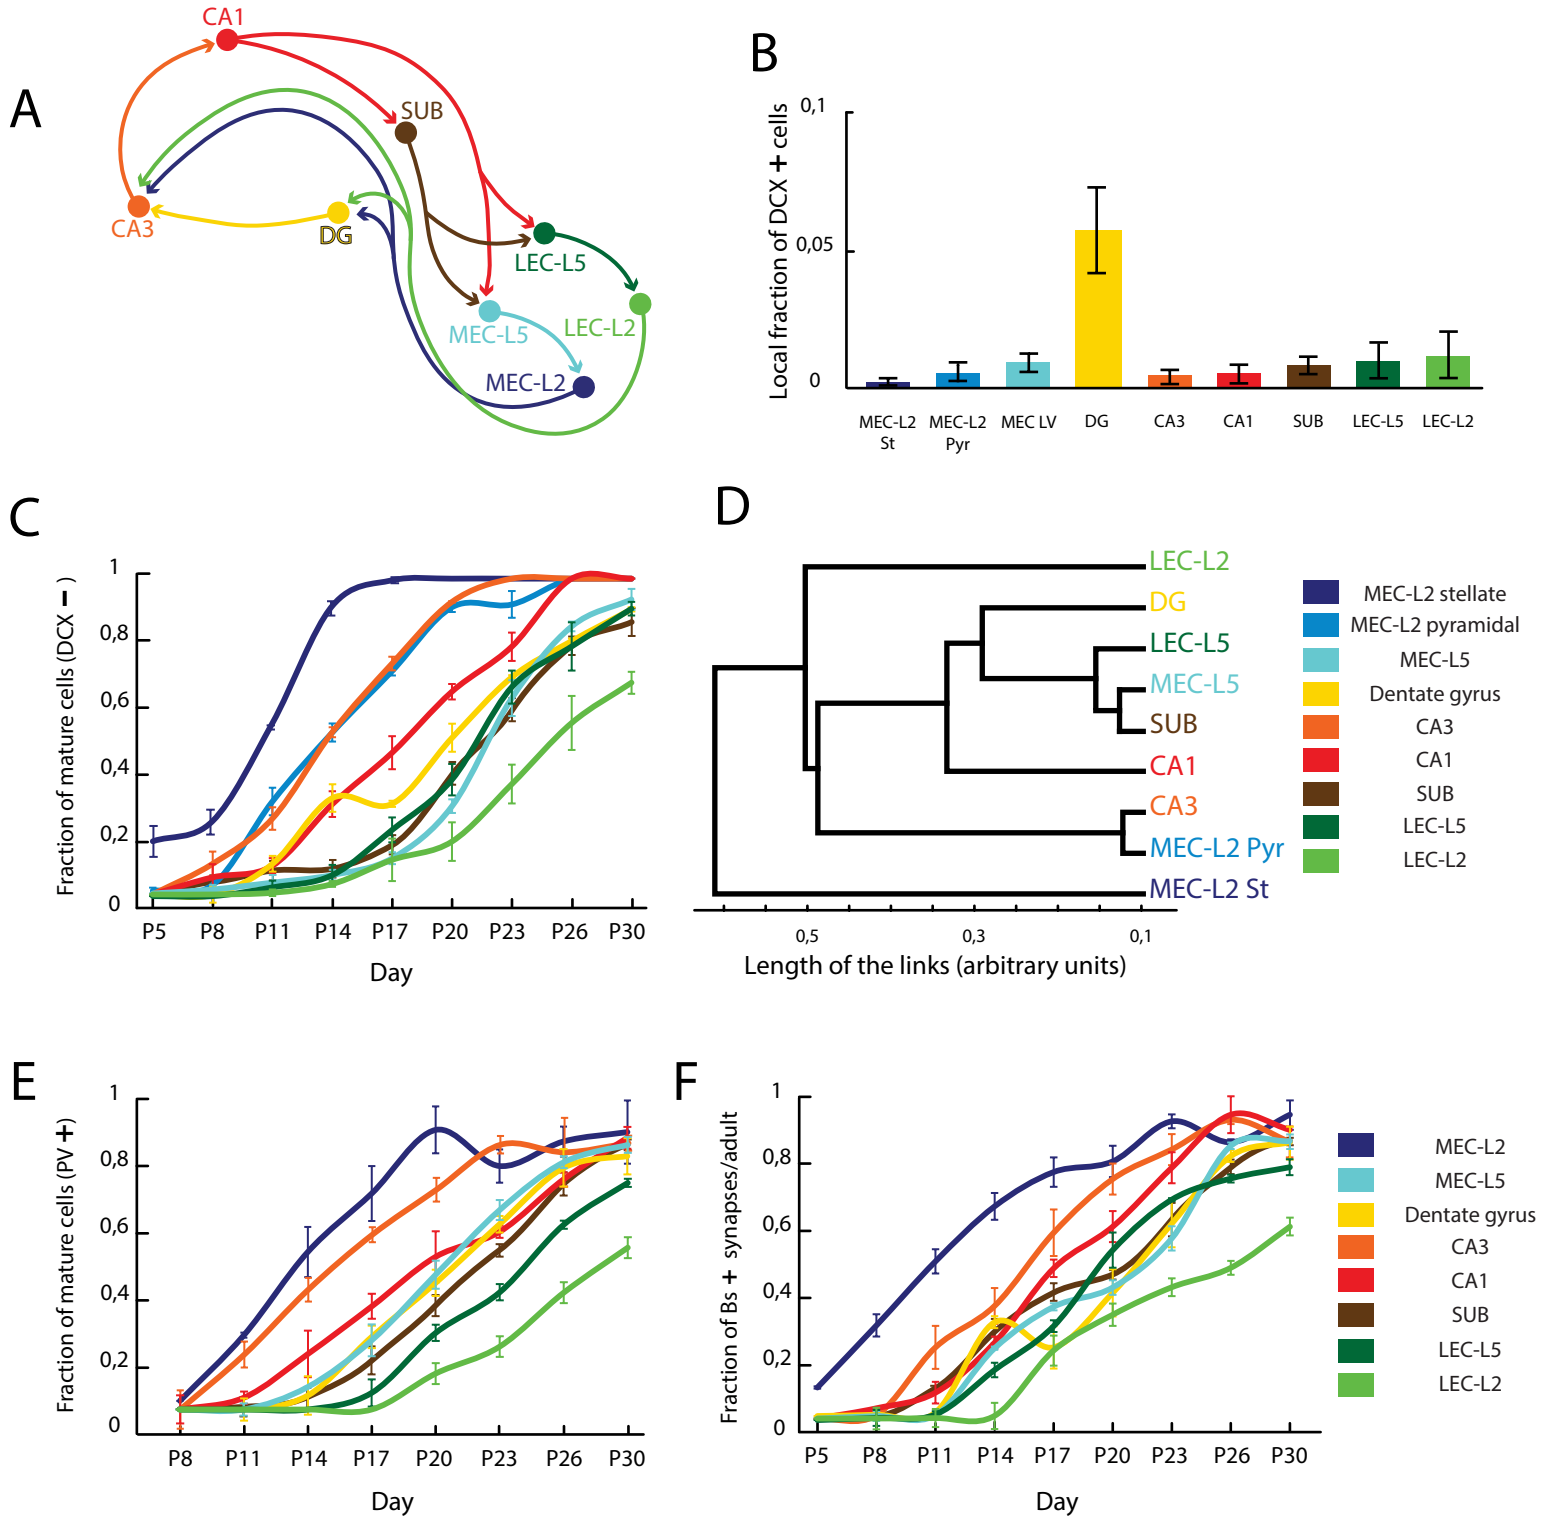 A
CA1
SUB
CA3
DG
LEC-L5
MEC-L5
LEC-L2
MEC-L2
B
Local fraction of DCX + cells
0,1
0,05
0
MEC-L2 St
MEC-L2 Pyr
MEC LV
DG
CA3
CA1
SUB
LEC-L5
LEC-L2
C
Fraction of mature cells (DCX − )
1
0,8
0,6
0,4
0,2
0
P5 P8 P11 P14 P17 P20 P23 P26 P30
Day
D
LEC-L2
DG
LEC-L5
MEC-L5
SUB
CA1
CA3
MEC-L2 Pyr
MEC-L2 St
0,5 0,3 0,1
Length of the links (arbitrary units)
MEC-L2 stellate
MEC-L2 pyramidal
MEC-L5
Dentate gyrus
CA3
CA1
SUB
LEC-L5
LEC-L2
E
Fraction of mature cells (PV +)
1
0,8
0,6
0,4
0,2
0
P8 P11 P14 P17 P20 P23 P26 P30
Day
F
Fraction of Bs + synapses/adult
1
0,8
0,6
0,4
0,2
0
P5 P8 P11 P14 P17 P20 P23 P26 P30
Day
MEC-L2
MEC-L5
Dentate gyrus
CA3
CA1
SUB
LEC-L5
LEC-L2